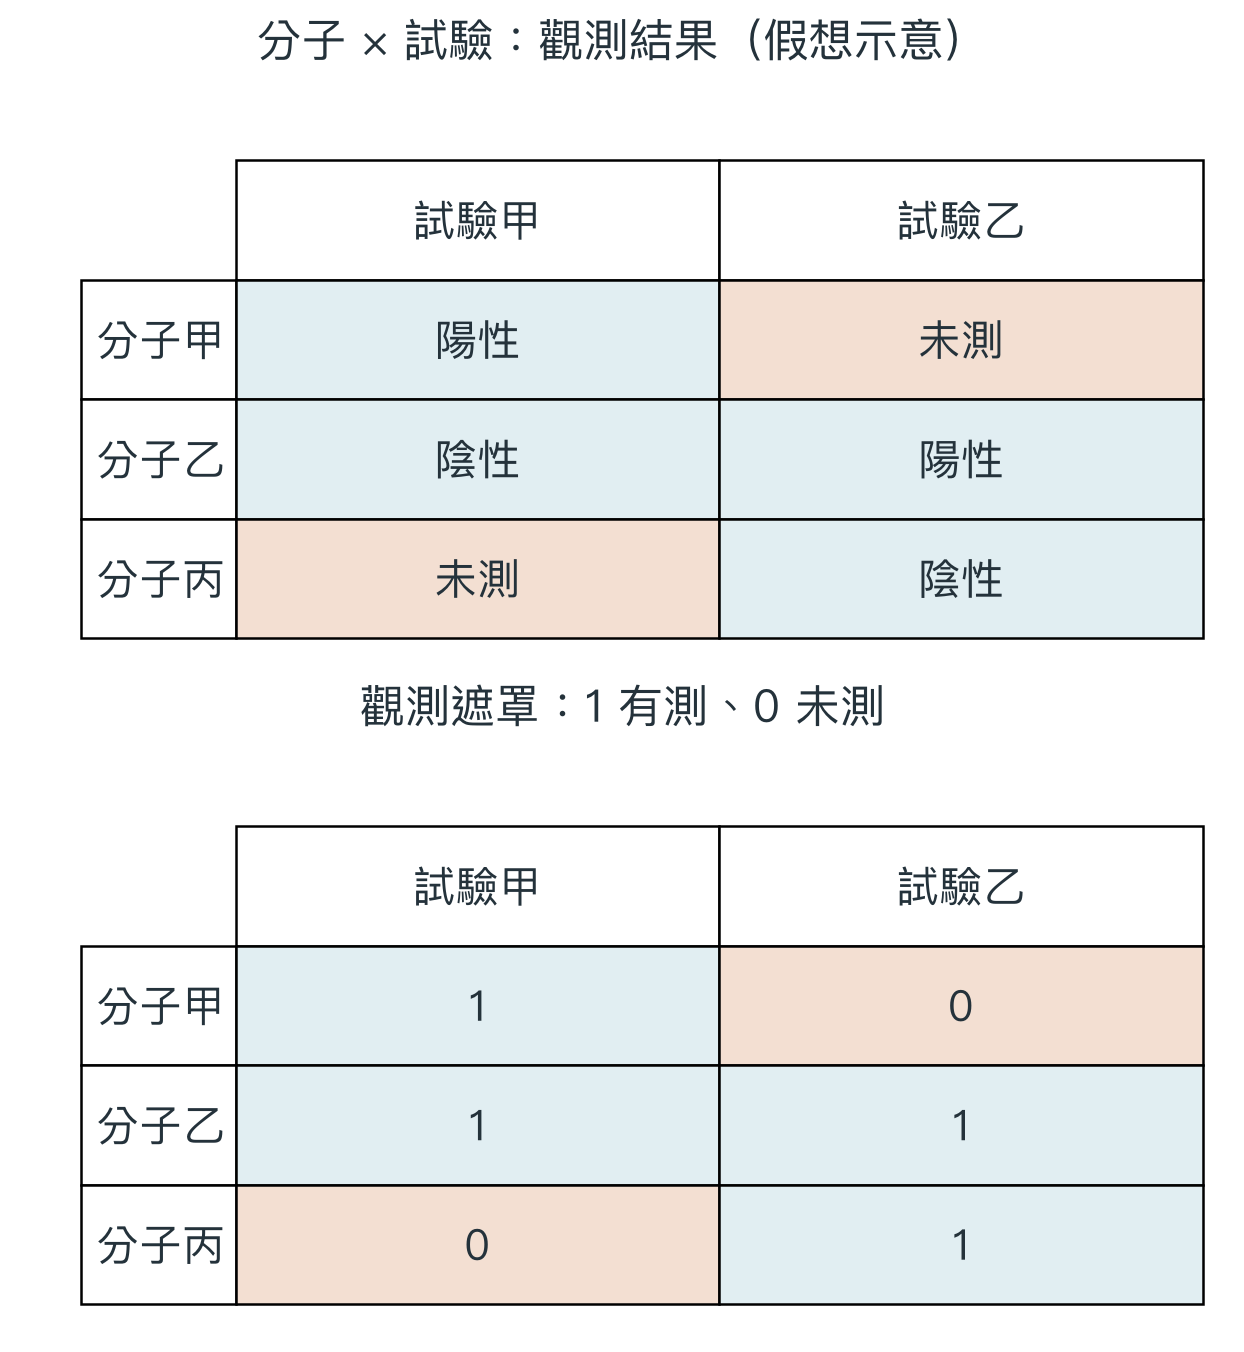 分子 × 試驗：觀測結果（假想示意）
試驗甲 試驗乙
分子甲 陽性 未測
分子乙 陰性 陽性
分子丙 未測 陰性
觀測遮罩：1 有測、0 未測
試驗甲 試驗乙
分子甲 1 0
分子乙 1 1
分子丙 0 1